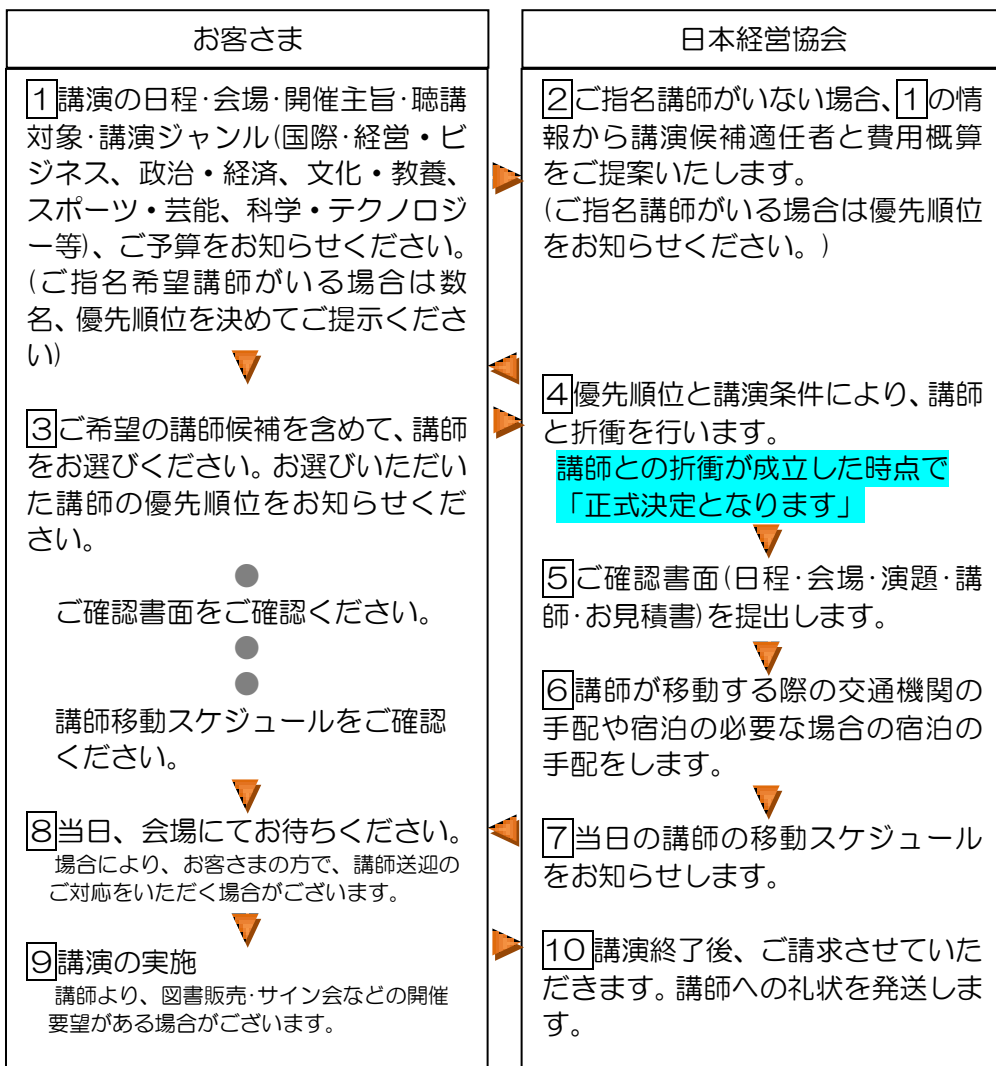 お客さま
1講演の日程･会場･開催主旨･聴講
対象･講演ジャンル(国際･経営・ビ
ジネス、政治・経済、文化・教養、
スポーツ・芸能、科学・テクノロジ
ー等)、ご予算をお知らせください。
(ご指名希望講師がいる場合は数
名、優先順位を決めてご提示くださ
い)
3ご希望の講師候補を含めて、講師
をお選びください。お選びいただい
た講師の優先順位をお知らせくだ
さい。
ご確認書面をご確認ください。
講師移動スケジュールをご確認
ください。
8当日、会場にてお待ちください。
場合により、お客さまの方で、講師送迎の
ご対応をいただく場合がございます。
9講演の実施
講師より、図書販売･サイン会などの開催
要望がある場合がございます。
日本経営協会
2ご指名講師がいない場合、1の情
報から講演候補適任者と費用概算
をご提案いたします。
(ご指名講師がいる場合は優先順位
をお知らせください。)
4優先順位と講演条件により、講師
と折衝を行います。
講師との折衝が成立した時点で
「正式決定となります」
5ご確認書面(日程･会場･演題･講
師･お見積書)を提出します。
6講師が移動する際の交通機関の
手配や宿泊の必要な場合の宿泊の
手配をします。
7当日の講師の移動スケジュール
をお知らせします。
10講演終了後、ご請求させていた
だきます。講師への礼状を発送しま
す。